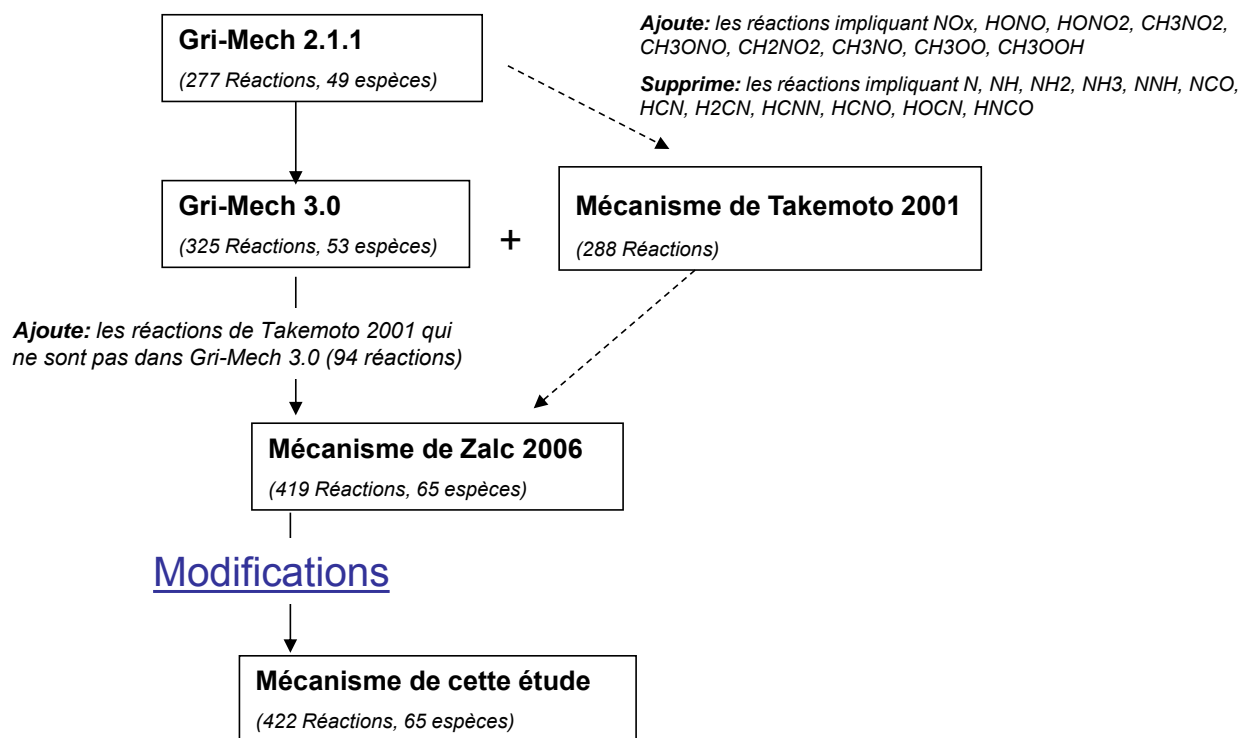 Gri-Mech 2.1.1
(277 Réactions, 49 espèces)
Ajoute: les réactions impliquant NOx, HONO, HONO2, CH3NO2,
CH3ONO, CH2NO2, CH3NO, CH3OO, CH3OOH
Supprime: les réactions impliquant N, NH, NH2, NH3, NNH, NCO,
HCN, H2CN, HCNN, HCNO, HOCN, HNCO
Gri-Mech 3.0
(325 Réactions, 53 espèces)
+
Mécanisme de Takemoto 2001
(288 Réactions)
Ajoute: les réactions de Takemoto 2001 qui
ne sont pas dans Gri-Mech 3.0 (94 réactions)
Mécanisme de Zalc 2006
(419 Réactions, 65 espèces)
Modifications
Mécanisme de cette étude
(422 Réactions, 65 espèces)